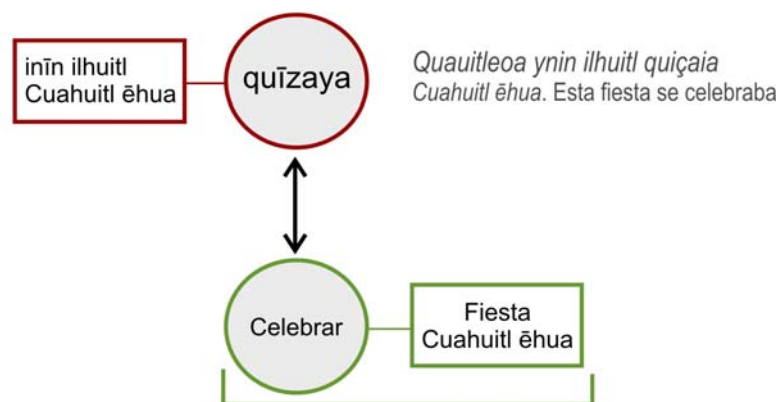 inīn ilhuitl
Cuahuitl ēhua
quīzaya
Quauitleoa ynin ilhuitl quiçaia
Cuahuitl ēhua. Esta fiesta se celebraba
Celebrar
Fiesta
Cuahuitl ēhua